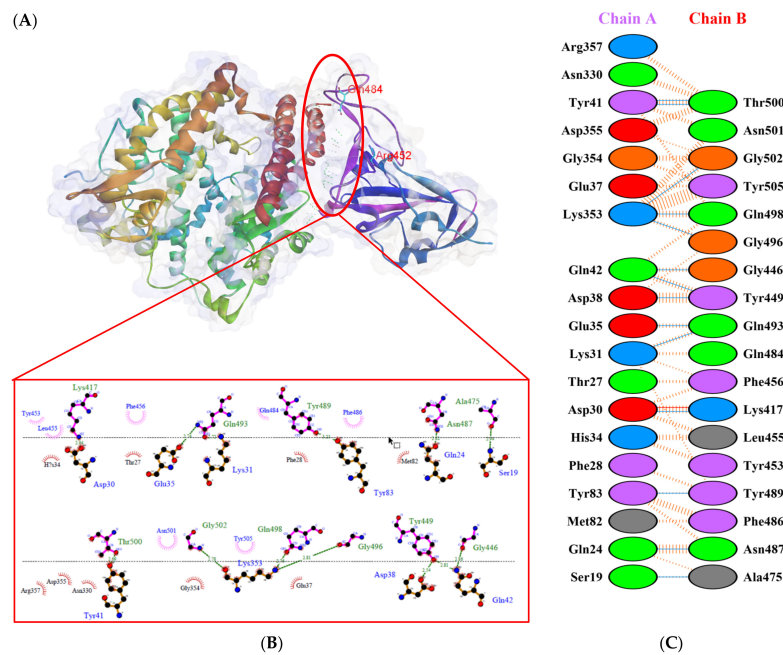 (A)
Gln484
Arg452
Lys417
Tyr453
Leu455
Phe456
Gln493
Gln484
Tyr489
Phe486
Ala475
Asn487
His34
Asp30
Thr27
Glu35
Lys31
Phe28
Tyr83
Met82
Gln24
Ser19
Thr500
Asn501
Gly502
Tyr505
Gln498
Gly496
Tyr449
Gly446
Arg357
Asp355
Asn330
Tyr41
Gly354
Lys353
Glu37
Asp38
Gln42
(B)
(C)
Chain A Chain B
Arg357
Asn330
Tyr41 Thr500
Asp355 Asn501
Gly354 Gly502
Glu37 Tyr505
Lys353 Gln498
Gly496
Gln42 Gly446
Asp38 Tyr449
Glu35 Gln493
Lys31 Gln484
Thr27 Phe456
Asp30 Lys417
His34 Leu455
Phe28 Tyr453
Tyr83 Tyr489
Met82 Phe486
Gln24 Asn487
Ser19 Ala475